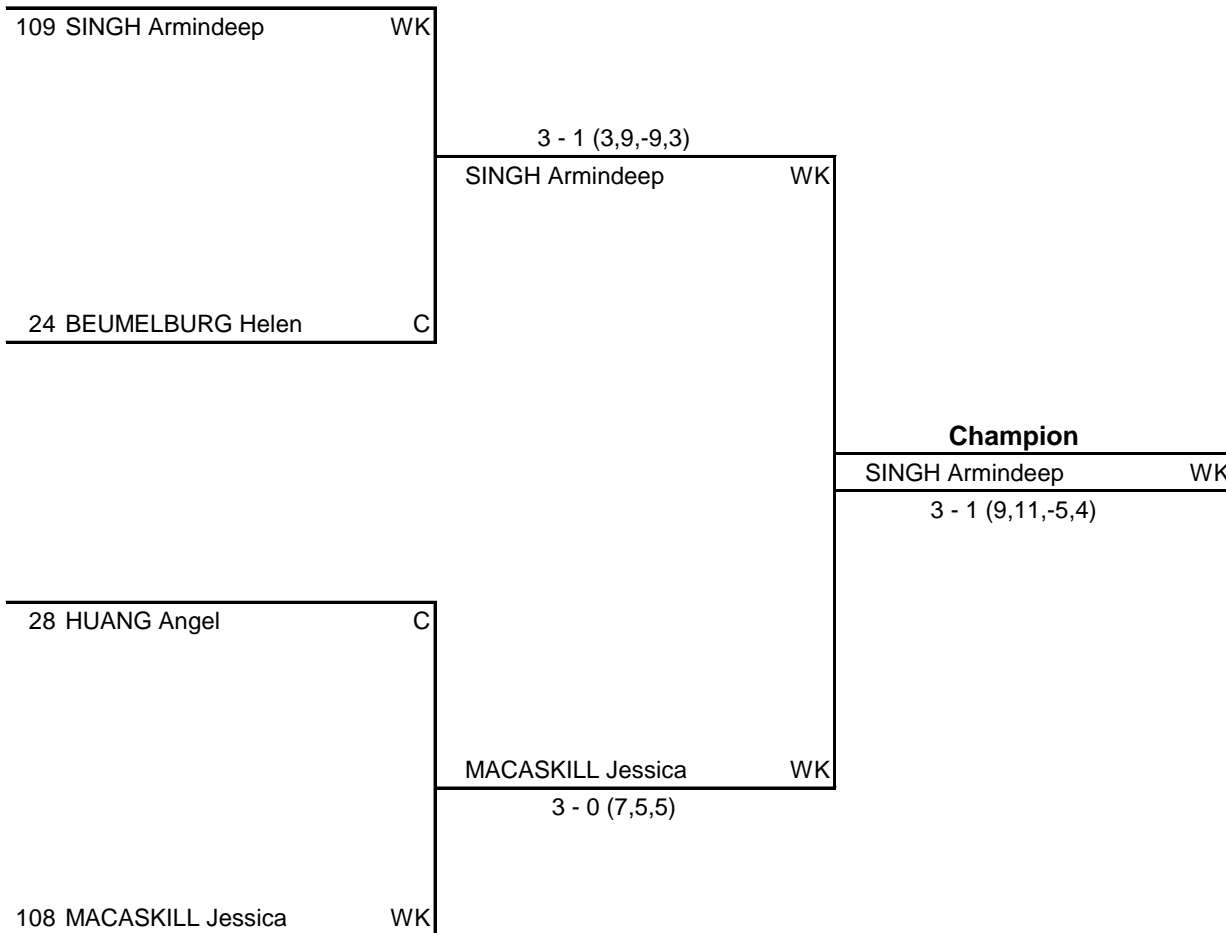 109 SINGH Armindeep WK
3 - 1 (3,9,-9,3)
SINGH Armindeep WK
24 BEUMELBURG Helen C
Champion
SINGH Armindeep WK
3 - 1 (9,11,-5,4)
28 HUANG Angel C
MACASKILL Jessica WK
3 - 0 (7,5,5)
108 MACASKILL Jessica WK